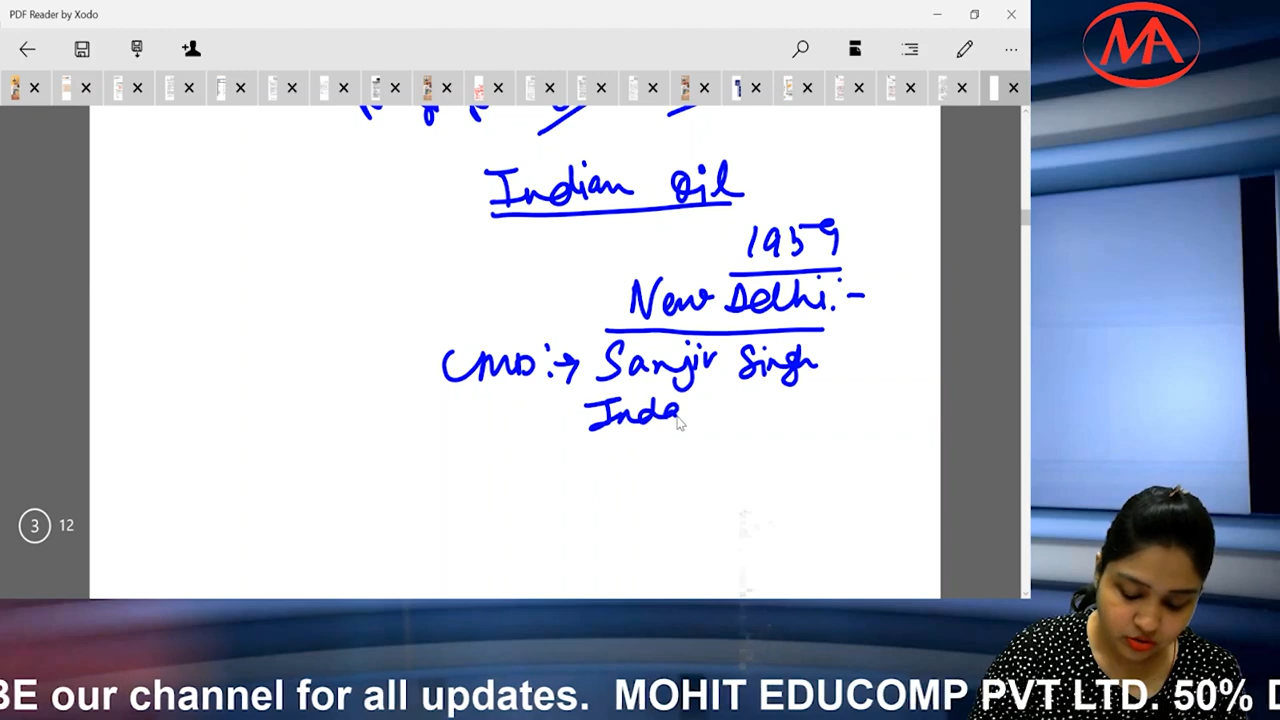 PDF Reader by Xodo
MA
Indian Oil
1959
New Delhi:-
CMD:→ Sanjiv Singh
Inda
3 12
BE our channel for all updates. MOHIT EDUCOMP PVT LTD. 50% D